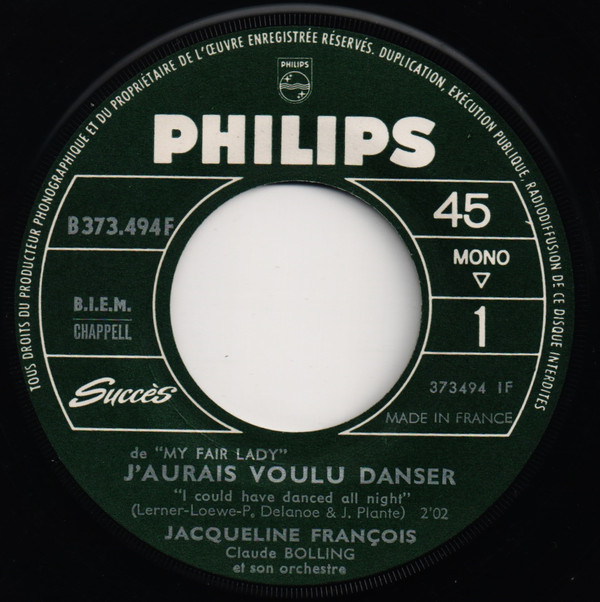 TOUS DROITS DU PRODUCTEUR PHONOGRAPHIQUE ET DU PROPRIÉTAIRE DE L'ŒUVRE ENREGISTRÉE RÉSERVÉS. DUPLICATION, EXÉCUTION PUBLIQUE, RADIODIFFUSION DE CE DISQUE INTERDITES
PHILIPS
PHILIPS
B373.494F
45
MONO
B.I.E.M.
CHAPPELL
1
Succès
373494 1F
MADE IN FRANCE
de "MY FAIR LADY"
J'AURAIS VOULU DANSER
"I could have danced all night"
(Lerner-Loewe-P. Delanoe & J. Plante) 2'02
JACQUELINE FRANÇOIS
Claude BOLLING
et son orchestre